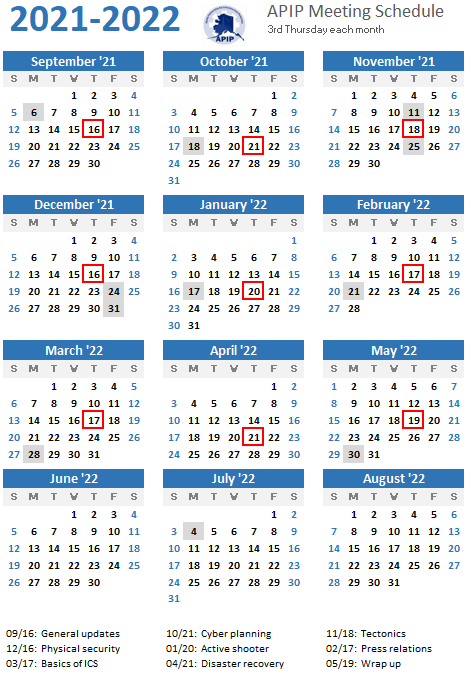 2021-2022
APIP
APIP Meeting Schedule
3rd Thursday each month
September '21
S M T W T F S
1 2 3 4
5 6 7 8 9 10 11
12 13 14 15 16 17 18
19 20 21 22 23 24 25
26 27 28 29 30
October '21
S M T W T F S
1 2
3 4 5 6 7 8 9
10 11 12 13 14 15 16
17 18 19 20 21 22 23
24 25 26 27 28 29 30
31
November '21
S M T W T F S
1 2 3 4 5 6
7 8 9 10 11 12 13
14 15 16 17 18 19 20
21 22 23 24 25 26 27
28 29 30
December '21
S M T W T F S
1 2 3 4
5 6 7 8 9 10 11
12 13 14 15 16 17 18
19 20 21 22 23 24 25
26 27 28 29 30 31
January '22
S M T W T F S
1
2 3 4 5 6 7 8
9 10 11 12 13 14 15
16 17 18 19 20 21 22
23 24 25 26 27 28 29
30 31
February '22
S M T W T F S
1 2 3 4 5
6 7 8 9 10 11 12
13 14 15 16 17 18 19
20 21 22 23 24 25 26
27 28
March '22
S M T W T F S
1 2 3 4 5
6 7 8 9 10 11 12
13 14 15 16 17 18 19
20 21 22 23 24 25 26
27 28 29 30 31
April '22
S M T W T F S
1 2
3 4 5 6 7 8 9
10 11 12 13 14 15 16
17 18 19 20 21 22 23
24 25 26 27 28 29 30
May '22
S M T W T F S
1 2 3 4 5 6 7
8 9 10 11 12 13 14
15 16 17 18 19 20 21
22 23 24 25 26 27 28
29 30 31
June '22
S M T W T F S
1 2 3 4
5 6 7 8 9 10 11
12 13 14 15 16 17 18
19 20 21 22 23 24 25
26 27 28 29 30
July '22
S M T W T F S
1 2
3 4 5 6 7 8 9
10 11 12 13 14 15 16
17 18 19 20 21 22 23
24 25 26 27 28 29 30
31
August '22
S M T W T F S
1 2 3 4 5 6
7 8 9 10 11 12 13
14 15 16 17 18 19 20
21 22 23 24 25 26 27
28 29 30 31
09/16: General updates
10/21: Cyber planning
11/18: Tectonics
12/16: Physical security
01/20: Active shooter
02/17: Press relations
03/17: Basics of ICS
04/21: Disaster recovery
05/19: Wrap up